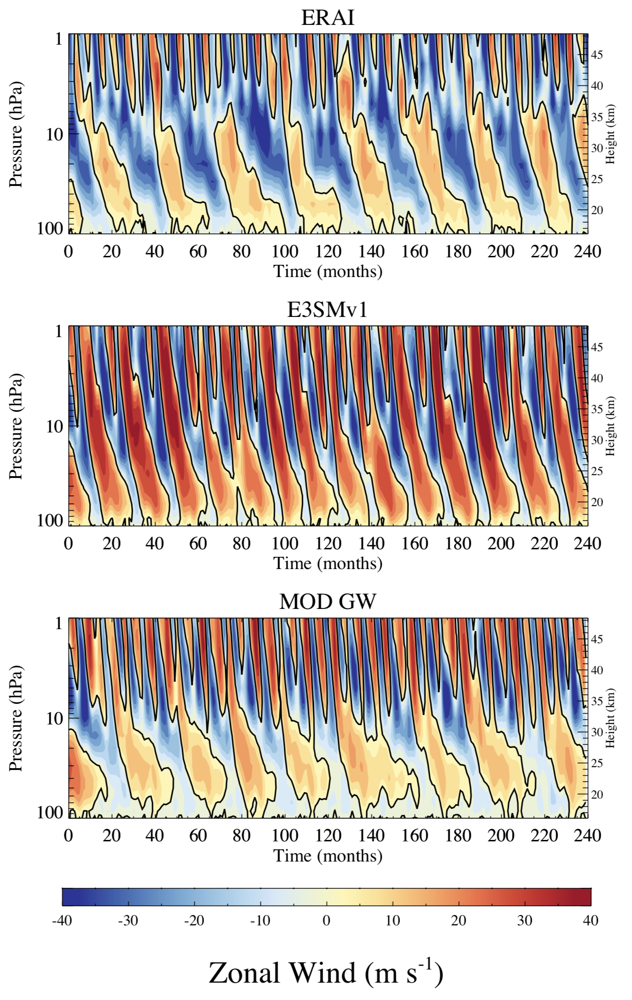 ERAI
1
10
100
Pressure (hPa)
45
40
35
30
25
20
Height (km)
0 20 40 60 80 100 120 140 160 180 200 220 240
Time (months)
E3SMv1
1
10
100
Pressure (hPa)
45
40
35
30
25
20
Height (km)
0 20 40 60 80 100 120 140 160 180 200 220 240
Time (months)
MOD GW
1
10
100
Pressure (hPa)
45
40
35
30
25
20
Height (km)
0 20 40 60 80 100 120 140 160 180 200 220 240
Time (months)
-40 -30 -20 -10 0 10 20 30 40
Zonal Wind (m s⁻¹)